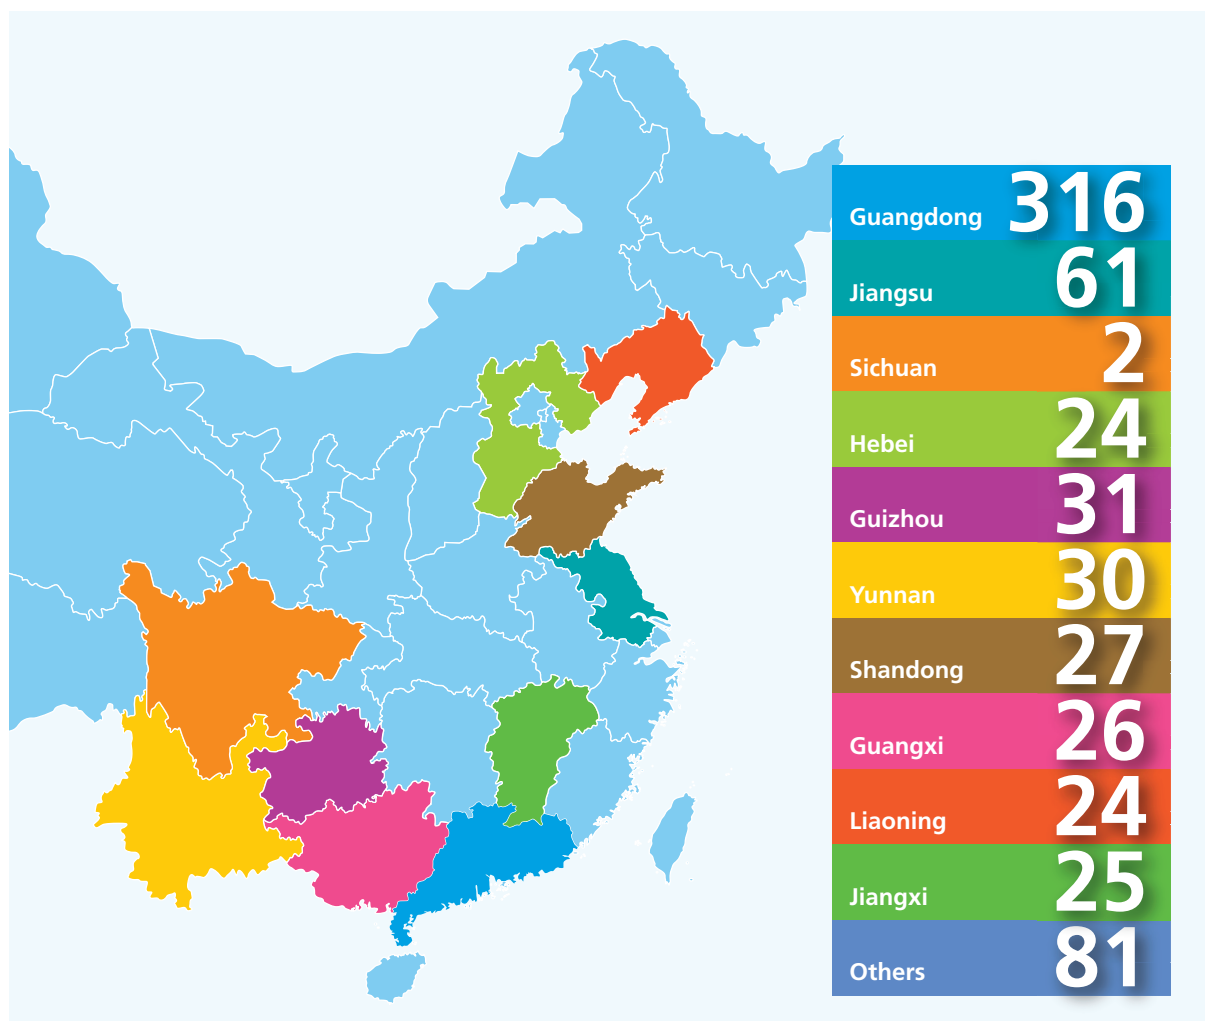 Guangdong 316
Jiangsu 61
Sichuan 2
Hebei 24
Guizhou 31
Yunnan 30
Shandong 27
Guangxi 26
Liaoning 24
Jiangxi 25
Others 81